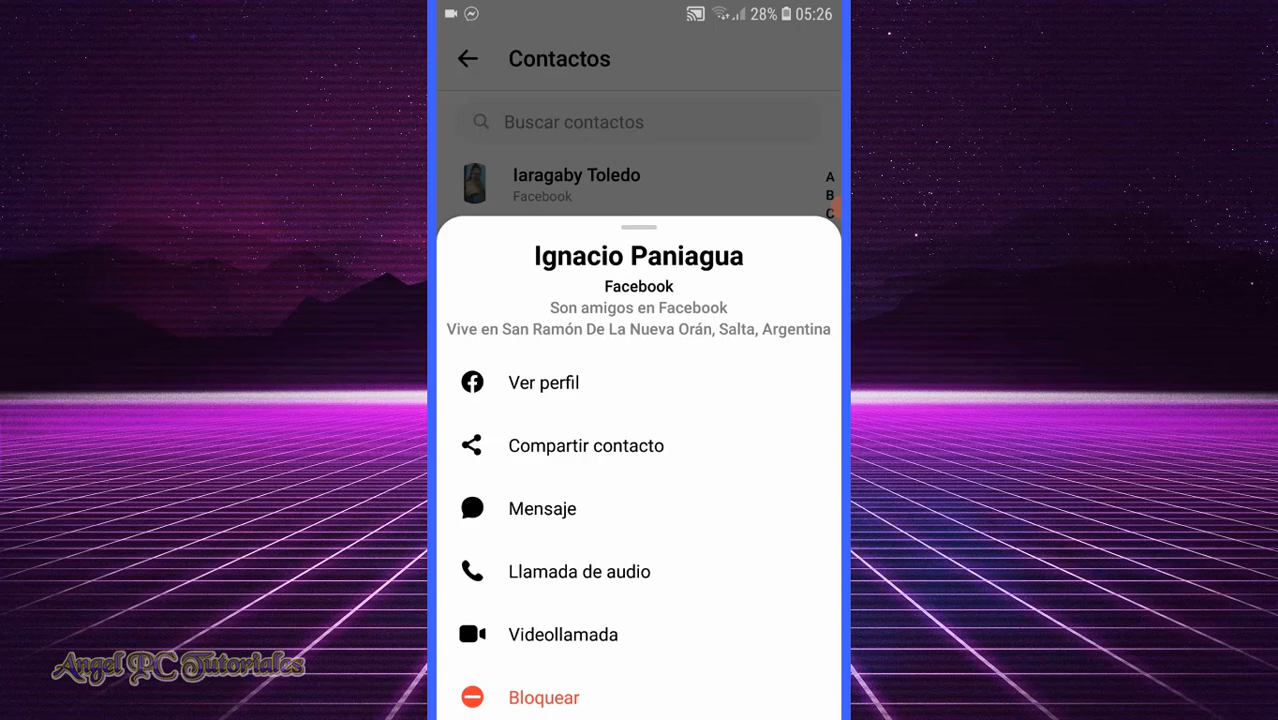 28% 05:26
Contactos
Buscar contactos
Iaragaby Toledo
Facebook
A
B
C
Ignacio Paniagua
Facebook
Son amigos en Facebook
Vive en San Ramón De La Nueva Orán, Salta, Argentina
Ver perfil
Compartir contacto
Mensaje
Llamada de audio
Videollamada
Angel PC Tutoriales
Bloquear